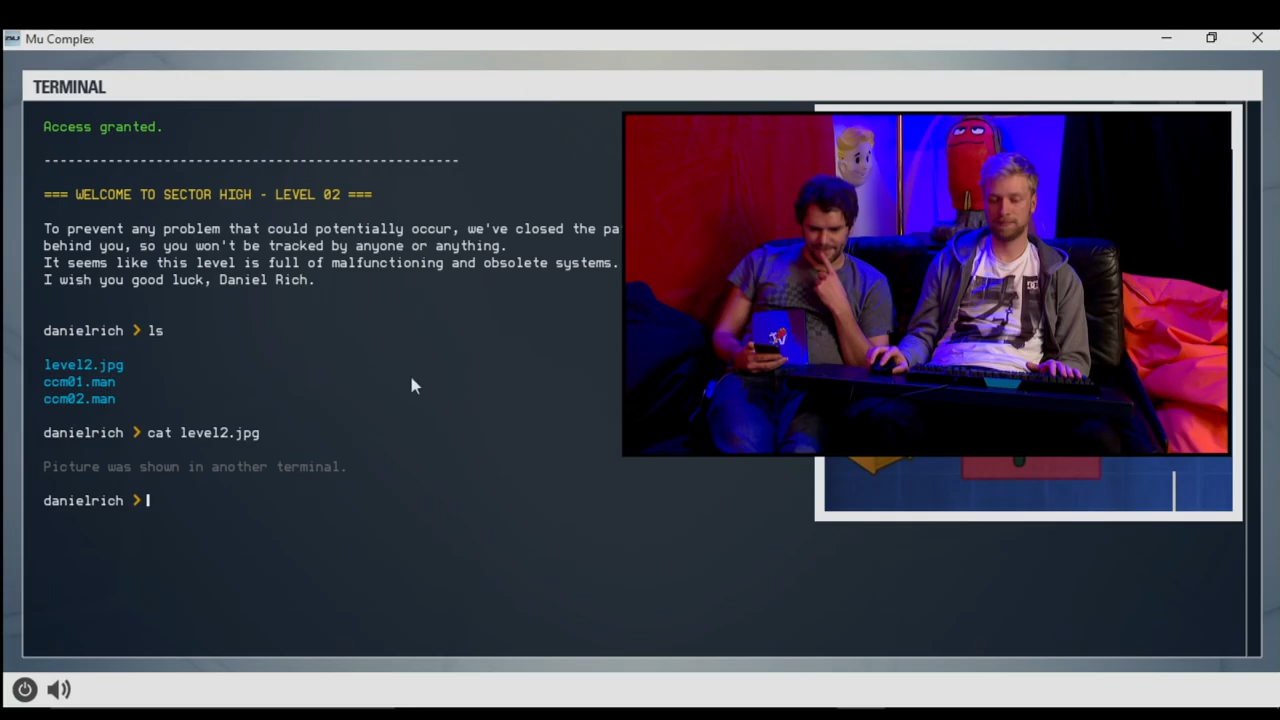 Mu Complex
TERMINAL
Access granted.
----------------------------------------------------
=== WELCOME TO SECTOR HIGH - LEVEL 02 ===
To prevent any problem that could potentially occur, we've closed the pa
behind you, so you won't be tracked by anyone or anything.
It seems like this level is full of malfunctioning and obsolete systems.
I wish you good luck, Daniel Rich.
danielrich > ls
level2.jpg
ccm01.man
ccm02.man
danielrich > cat level2.jpg
Picture was shown in another terminal.
danielrich >